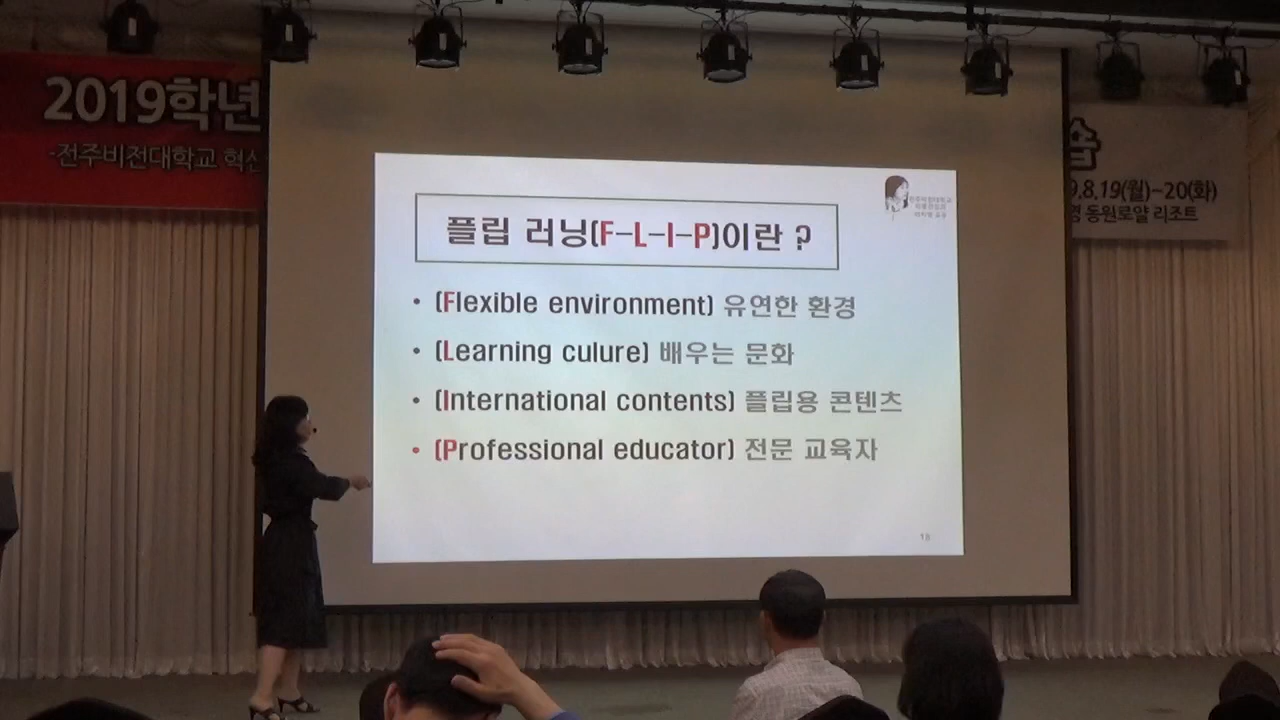 2019학년
-전주비전대학교 혁신
습
9.8.19(월)-20(화)
동원로얄 리조트
플립 러닝(F-L-I-P)이란 ?
• (Flexible environment) 유연한 환경
• (Learning culure) 배우는 문화
• (International contents) 플립용 콘텐츠
• (Professional educator) 전문 교육자
18